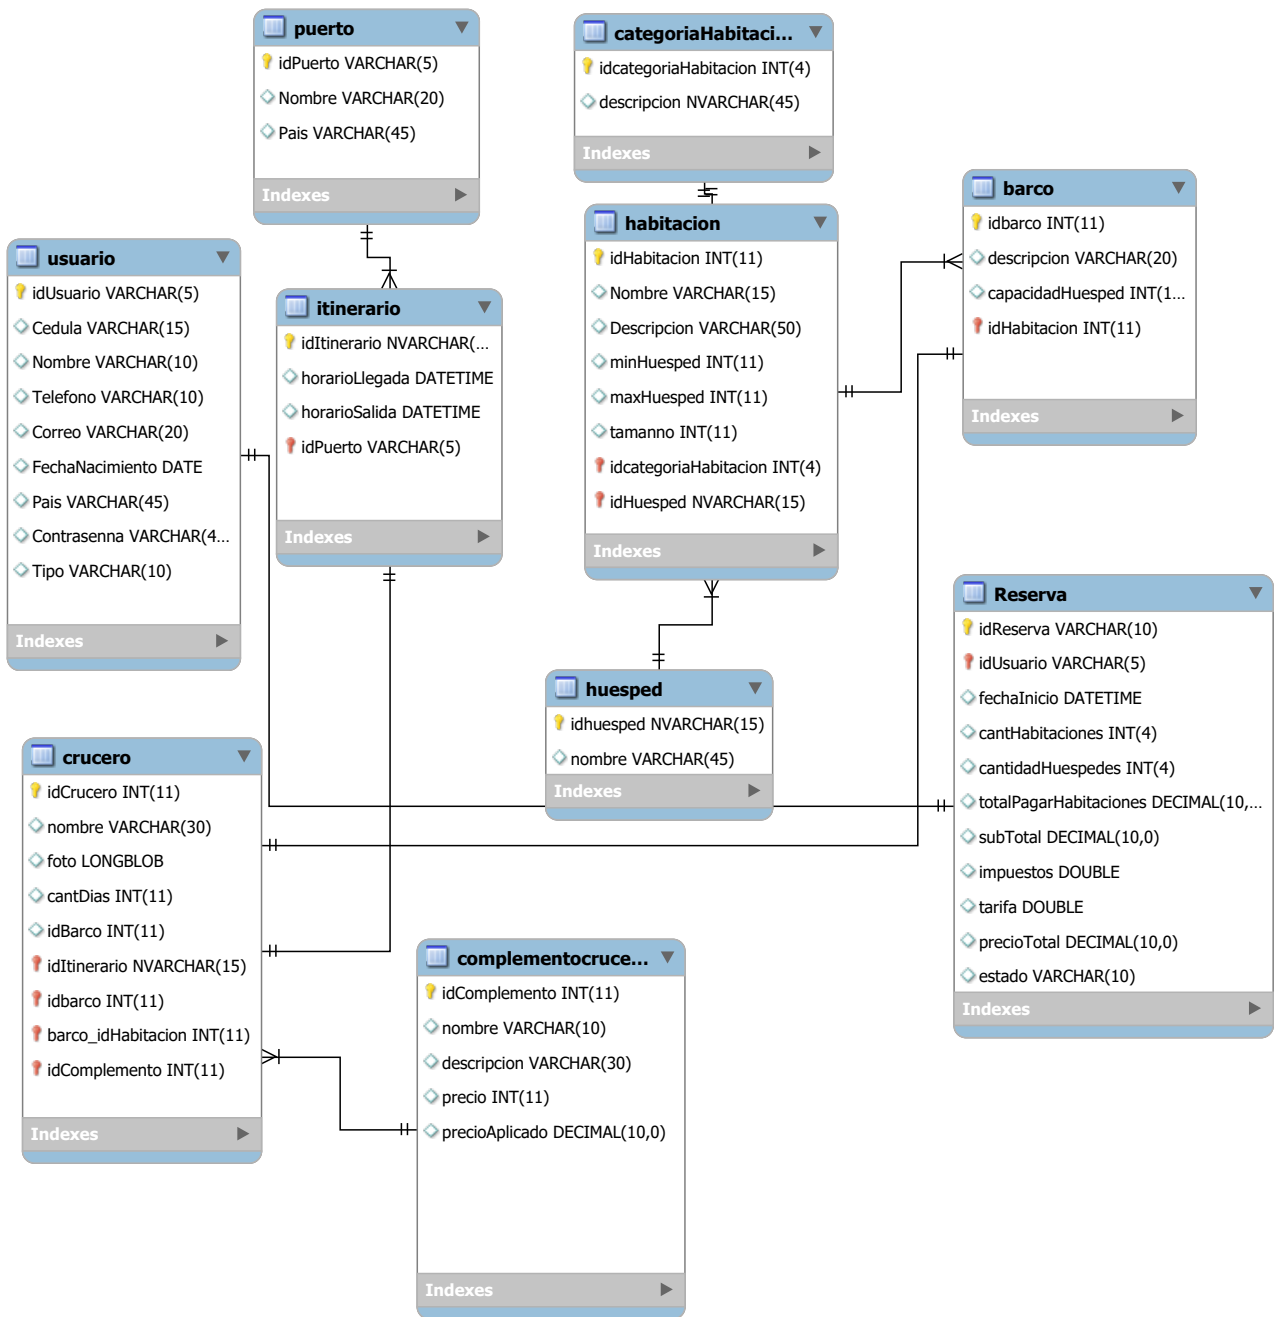 puerto
idPuerto VARCHAR(5)
Nombre VARCHAR(20)
Pais VARCHAR(45)
Indexes
categoriaHabitaci...
idcategoriaHabitacion INT(4)
descripcion NVARCHAR(45)
Indexes
barco
idbarco INT(11)
descripcion VARCHAR(20)
capacidadHuesped INT(1...
idHabitacion INT(11)
Indexes
usuario
idUsuario VARCHAR(5)
Cedula VARCHAR(15)
Nombre VARCHAR(10)
Telefono VARCHAR(10)
Correo VARCHAR(20)
FechaNacimiento DATE
Pais VARCHAR(45)
Contrasenna VARCHAR(4...
Tipo VARCHAR(10)
Indexes
itinerario
idItinerario NVARCHAR(...
horarioLlegada DATETIME
horarioSalida DATETIME
idPuerto VARCHAR(5)
Indexes
habitacion
idHabitacion INT(11)
Nombre VARCHAR(15)
Descripcion VARCHAR(50)
minHuesped INT(11)
maxHuesped INT(11)
tamanno INT(11)
idcategoriaHabitacion INT(4)
idHuesped NVARCHAR(15)
Indexes
Reserva
idReserva VARCHAR(10)
idUsuario VARCHAR(5)
fechaInicio DATETIME
cantHabitaciones INT(4)
cantidadHuespedes INT(4)
totalPagarHabitaciones DECIMAL(10,...
subTotal DECIMAL(10,0)
impuestos DOUBLE
tarifa DOUBLE
precioTotal DECIMAL(10,0)
estado VARCHAR(10)
Indexes
huesped
idhuesped NVARCHAR(15)
nombre VARCHAR(45)
Indexes
crucero
idCrucero INT(11)
nombre VARCHAR(30)
foto LONGBLOB
cantDias INT(11)
idBarco INT(11)
idItinerario NVARCHAR(15)
idbarco INT(11)
barco_idHabitacion INT(11)
idComplemento INT(11)
Indexes
complementocruce...
idComplemento INT(11)
nombre VARCHAR(10)
descripcion VARCHAR(30)
precio INT(11)
precioAplicado DECIMAL(10,0)
Indexes